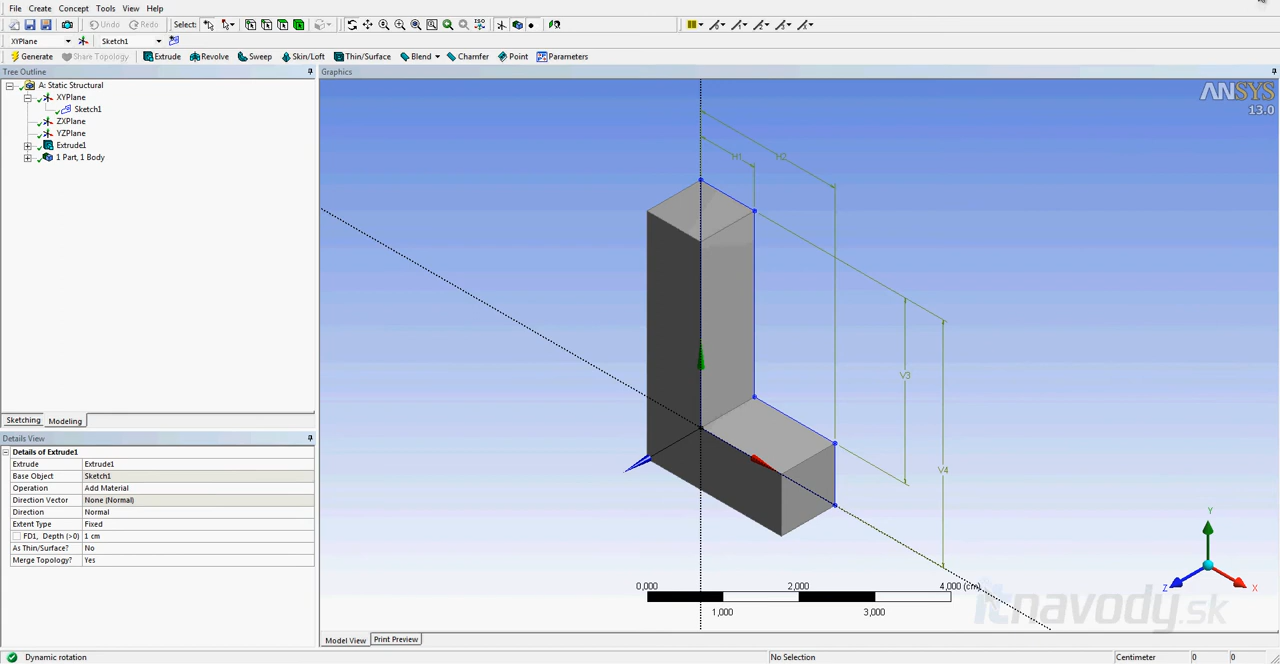 File Create Concept Tools View Help
Undo Redo Select:
XYPlane Sketch1
Generate Share Topology Extrude Revolve Sweep Skin/Loft Thin/Surface Blend Chamfer Point Parameters
Tree Outline
Graphics
A: Static Structural
XYPlane
Sketch1
ZXPlane
YZPlane
Extrude1
1 Part, 1 Body
Sketching Modeling
Details View
Details of Extrude1
Extrude Extrude1
Base Object Sketch1
Operation Add Material
Direction Vector None (Normal)
Direction Normal
Extent Type Fixed
FD1, Depth (>0) 1 cm
As Thin/Surface? No
Merge Topology? Yes
ANSYS
13.0
H1 H2
V3
V4
0,000 2,000 4,000 (cm)
1,000 3,000
Y
Z X
itnavody.sk
Model View Print Preview
Dynamic rotation No Selection Centimeter 0 0